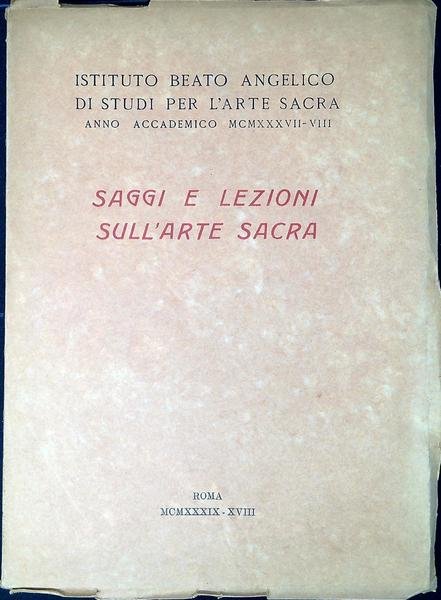 ISTITUTO BEATO ANGELICO
DI STUDI PER L'ARTE SACRA
ANNO ACCADEMICO MCMXXXVII-VIII
SAGGI E LEZIONI
SULL'ARTE SACRA
ROMA
MCMXXXIX-XVIII